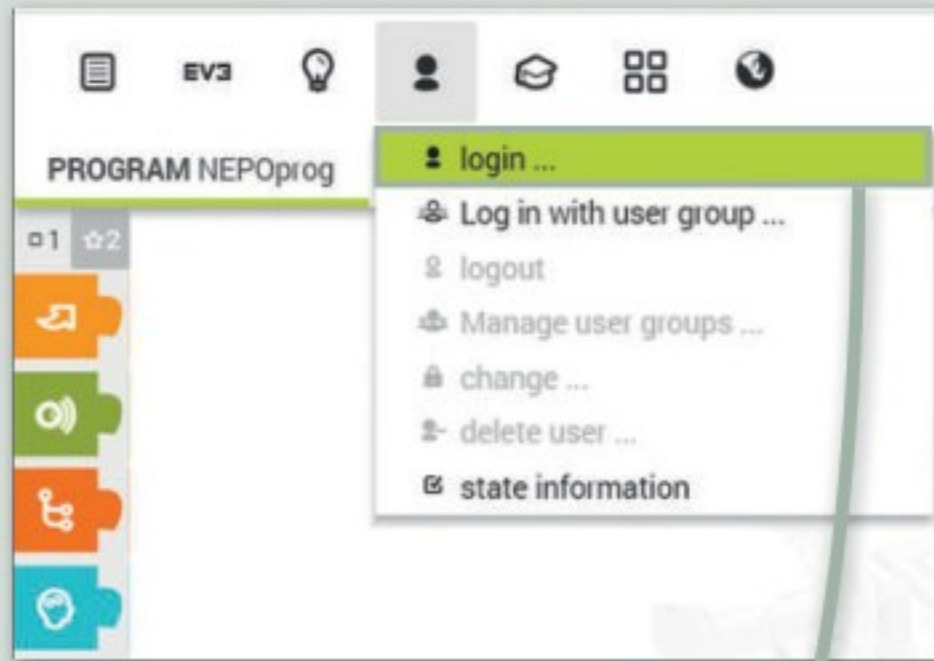 EV3
PROGRAM NEPOprog
login ...
1 2
Log in with user group ...
logout
Manage user groups ...
change ...
delete user ...
state information